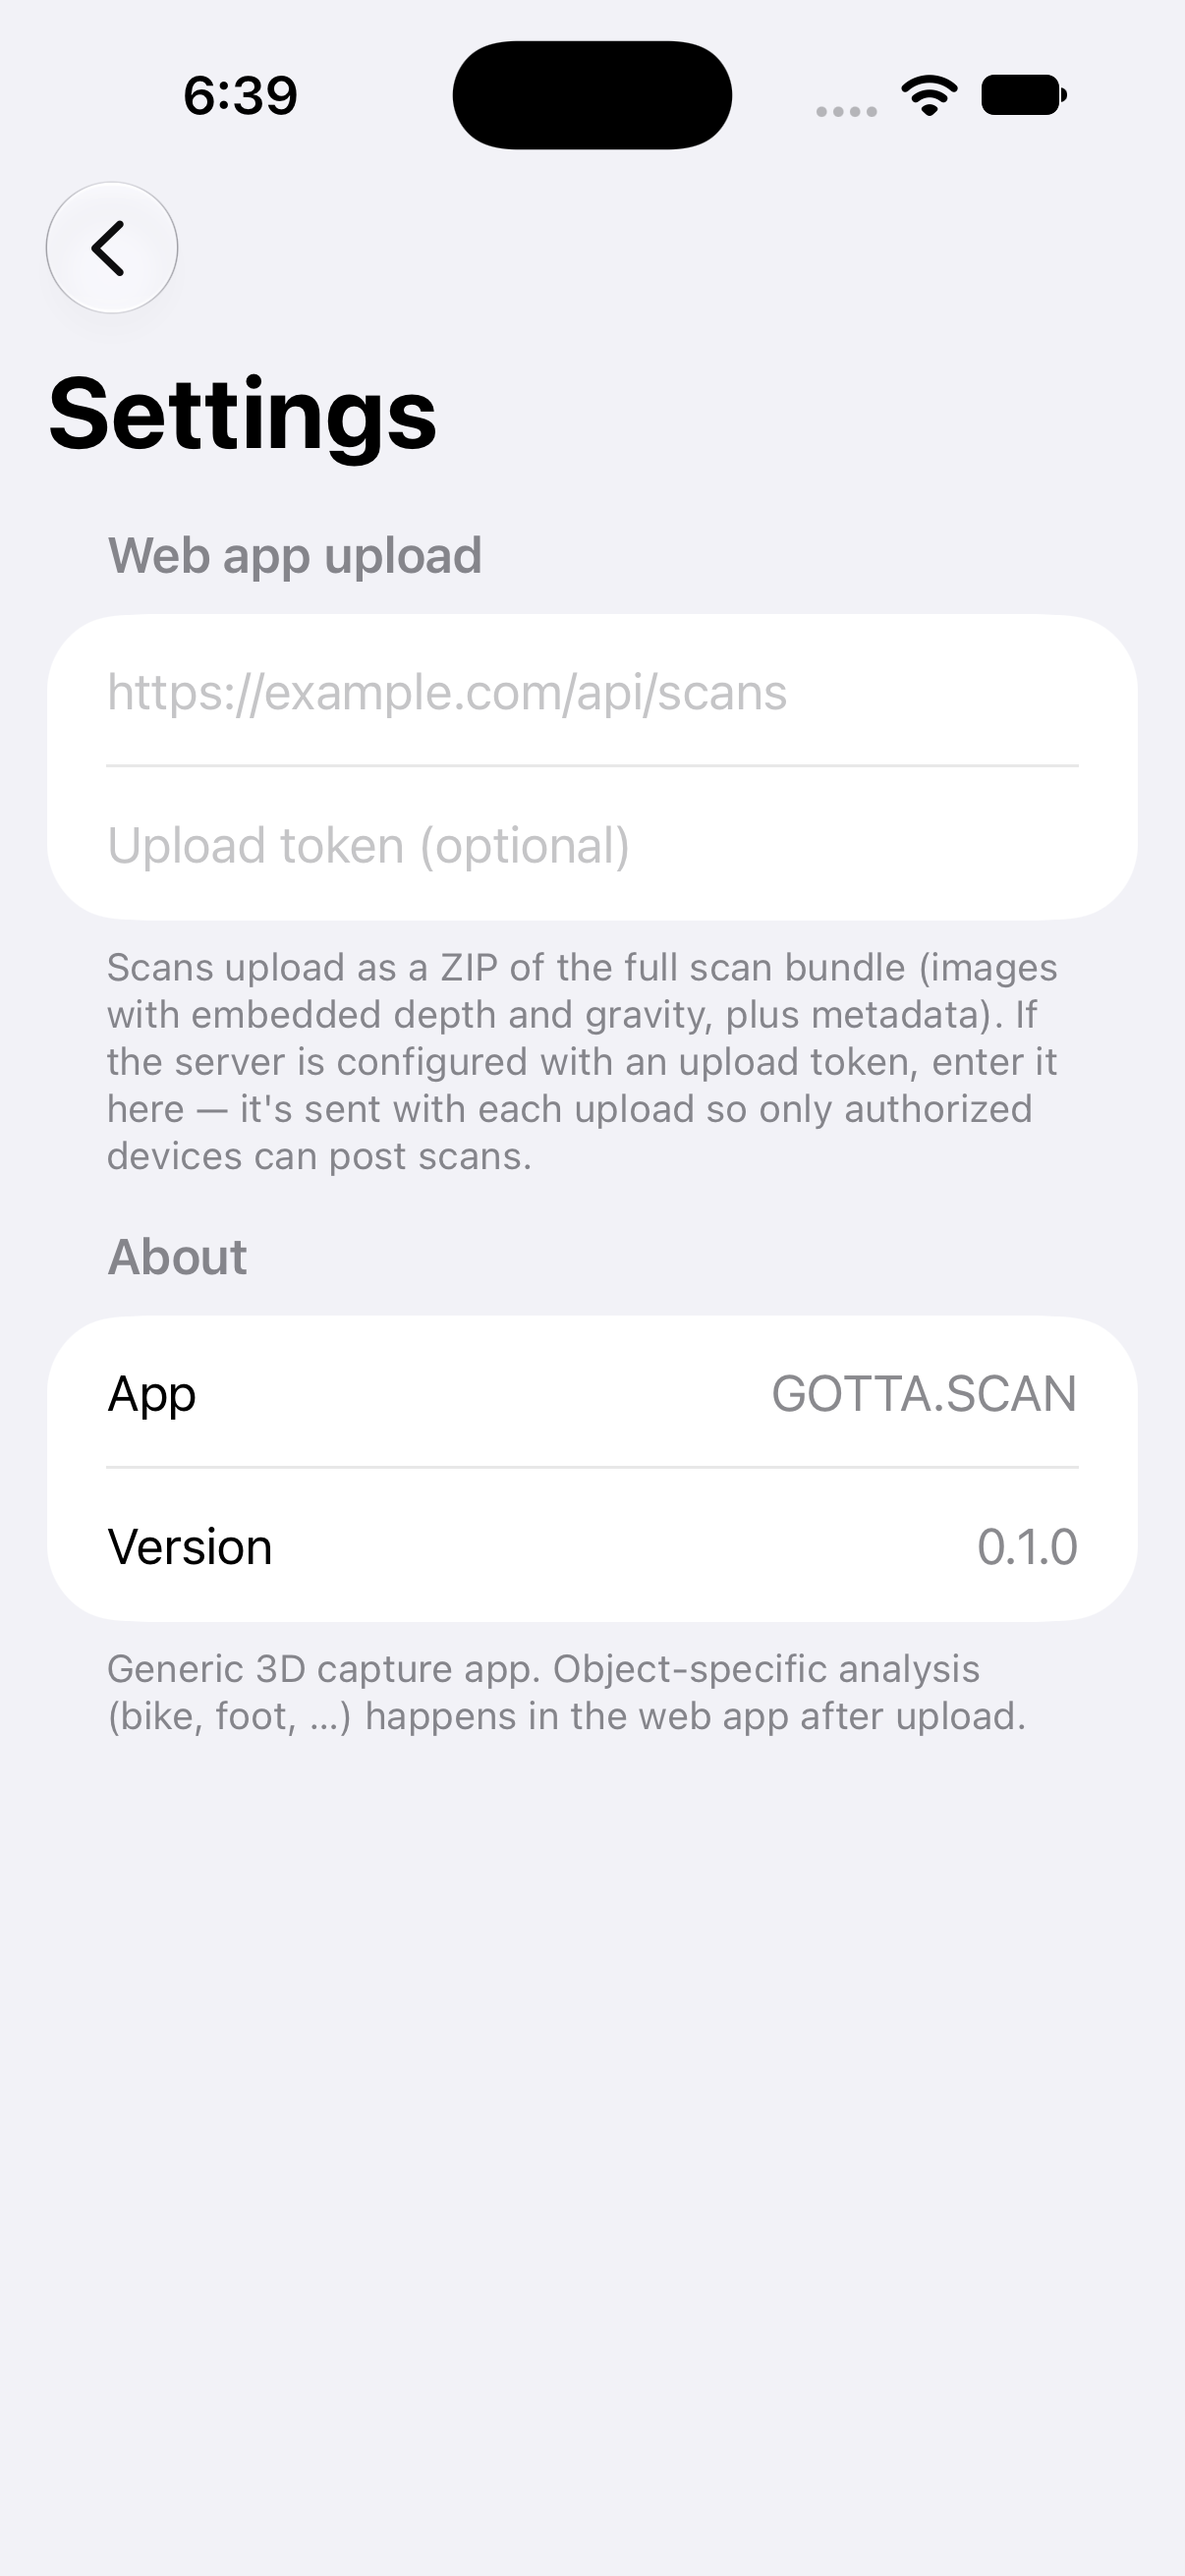 6:39
Settings
Web app upload
https://example.com/api/scans
Upload token (optional)
Scans upload as a ZIP of the full scan bundle (images
with embedded depth and gravity, plus metadata). If
the server is configured with an upload token, enter it
here — it's sent with each upload so only authorized
devices can post scans.
About
App GOTTA.SCAN
Version 0.1.0
Generic 3D capture app. Object-specific analysis
(bike, foot, ...) happens in the web app after upload.